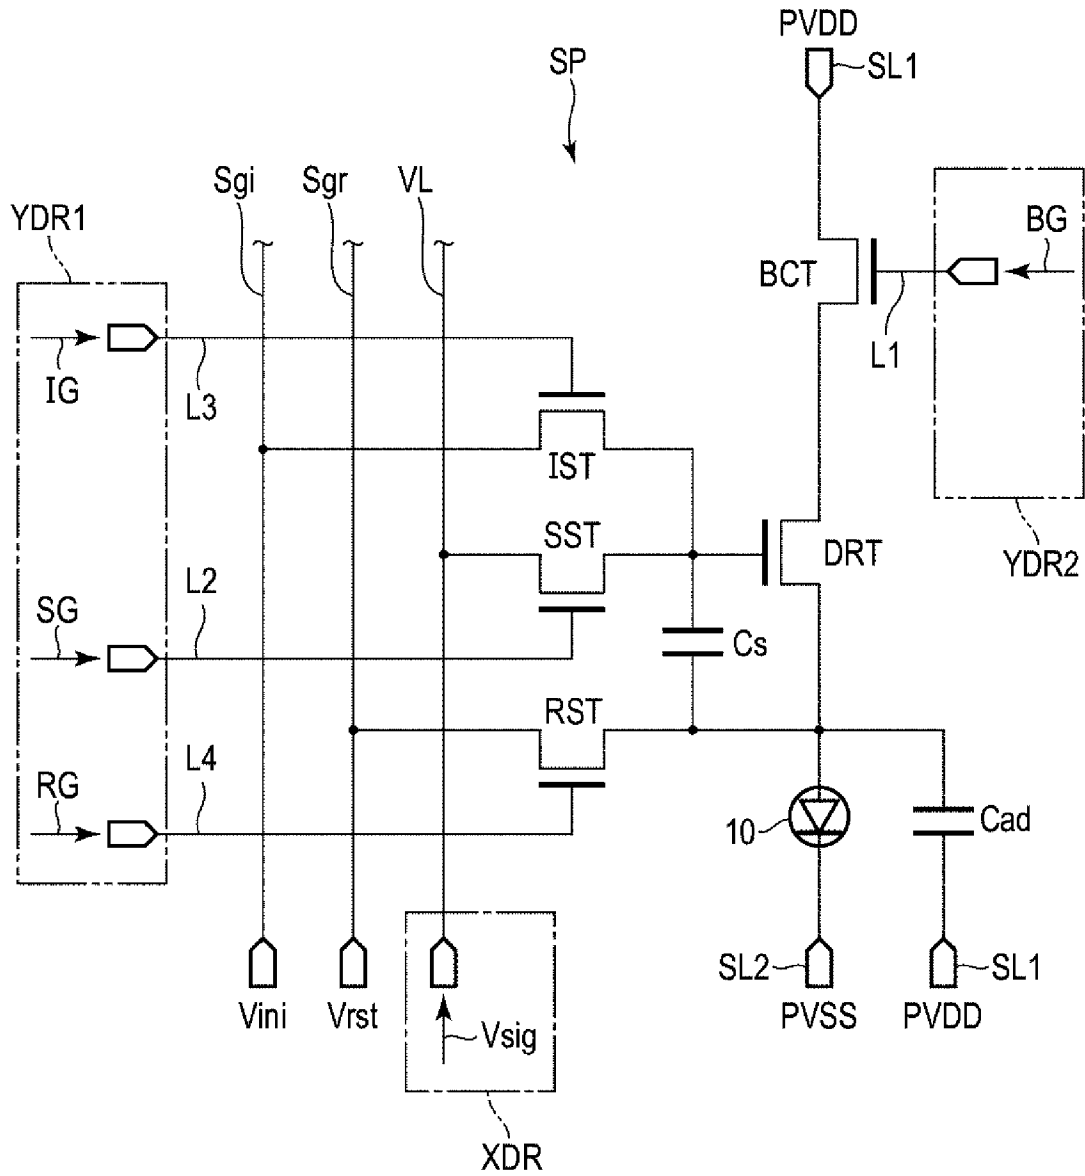 PVDD
SP
SL1
Sgi
Sgr
VL
YDR1
BG
BCT
L1
IG
L3
IST
SST
DRT
YDR2
SG
L2
Cs
RST
RG
L4
10
Cad
SL2
SL1
Vini
Vrst
Vsig
PVSS
PVDD
XDR